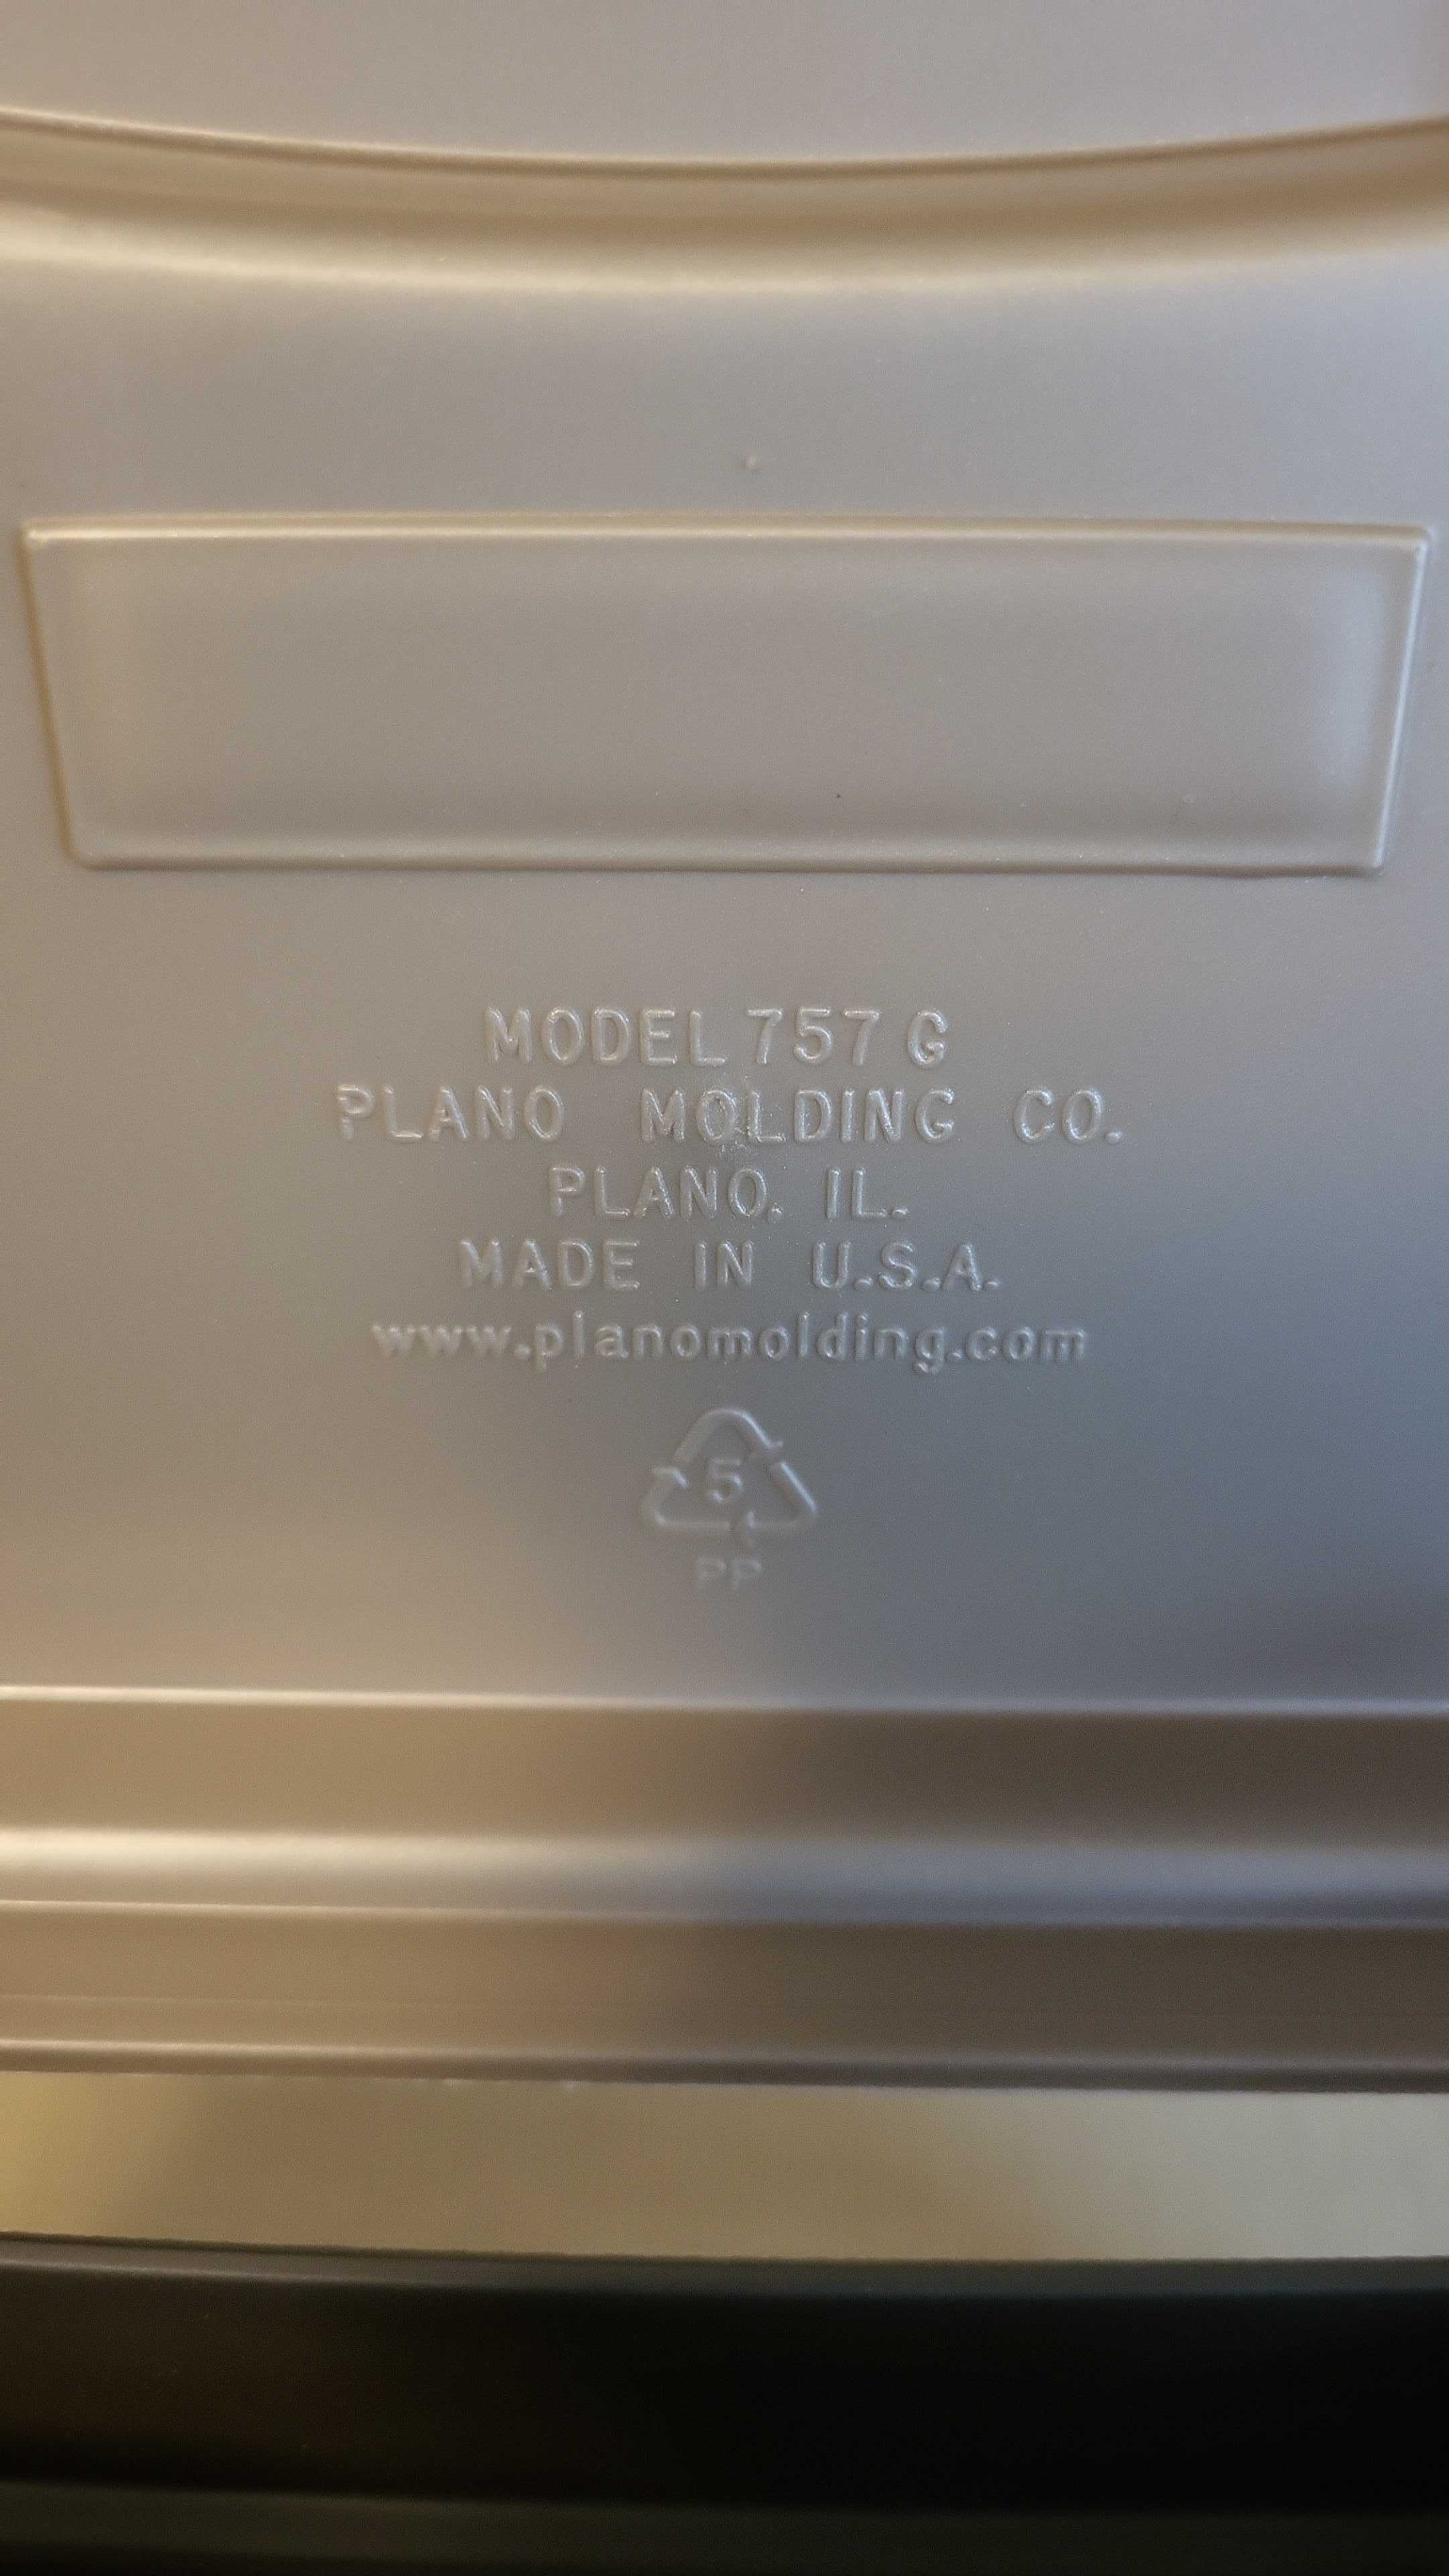 MODEL 757 G
PLANO MOLDING CO.
PLANO, IL.
MADE IN U.S.A.
www.planomolding.com
5
PP